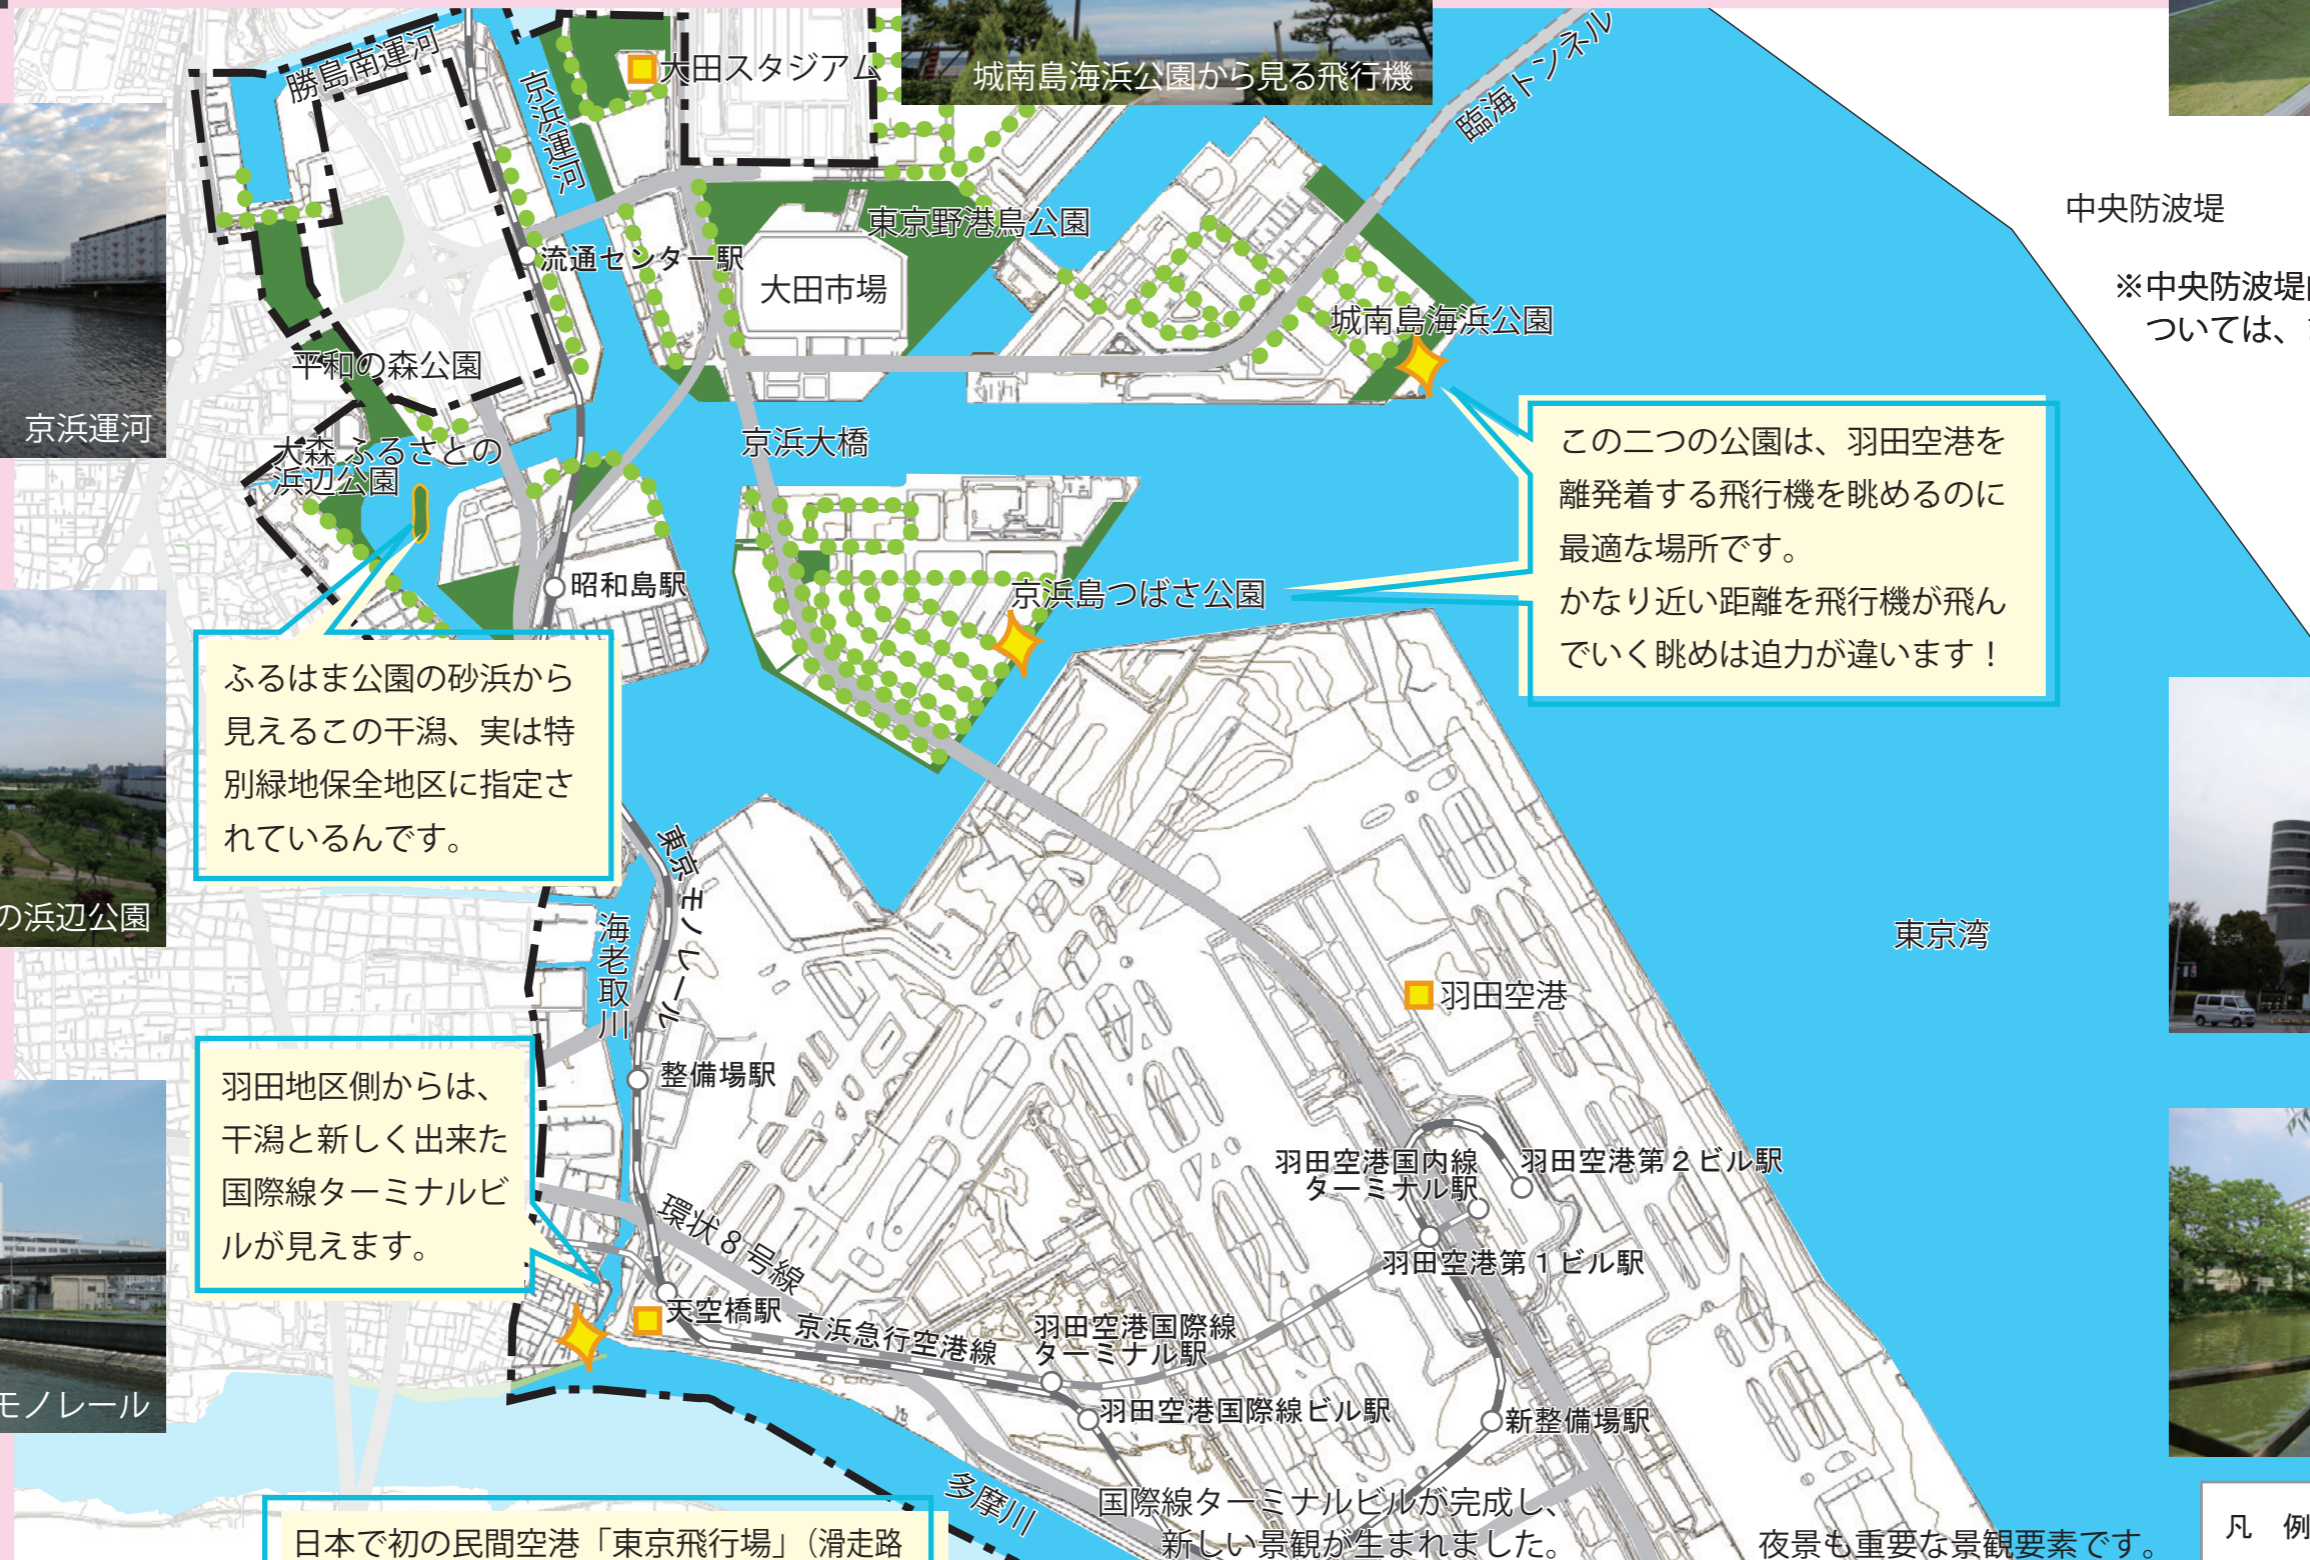 勝島南運河
京浜運河
大田スタジアム
城南島海浜公園から見る飛行機
臨海トンネル
中央防波堤
※中央防波堤
ついては、
東京野港鳥公園
流通センター駅
大田市場
城南島海浜公園
平和の森公園
京浜運河
大森 ふるさとの
浜辺公園
京浜大橋
この二つの公園は、羽田空港を
離発着する飛行機を眺めるのに
最適な場所です。
かなり近い距離を飛行機が飛ん
でいく眺めは迫力が違います！
昭和島駅
京浜島つばさ公園
ふるはま公園の砂浜から
見えるこの干潟、実は特
別緑地保全地区に指定さ
れているんです。
の浜辺公園
東京モノレール
海老取川
東京湾
羽田空港
整備場駅
羽田地区側からは、
干潟と新しく出来た
国際線ターミナルビ
ルが見えます。
羽田空港国内線
ターミナル駅
羽田空港第２ビル駅
環状８号線
羽田空港第１ビル駅
天空橋駅
京浜急行空港線
羽田空港国際線
ターミナル駅
モノレール
羽田空港国際線ビル駅
新整備場駅
多摩川
国際線ターミナルビルが完成し、
新しい景観が生まれました。
夜景も重要な景観要素です。
凡 例
日本で初の民間空港「東京飛行場」（滑走路